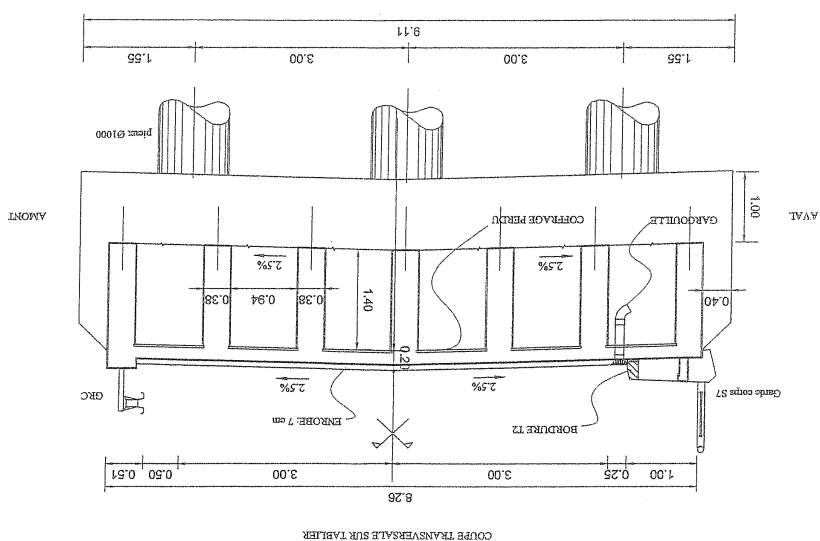 COUPE TRANSVERSALE SUR TABLIER
8.26
1.00
0.25
3.00
3.00
0.50
0.51
BORDURE T2
ENROBE: 7 cm
Garde corps S7
GRC
2.5%
2.5%
0.20
0.40
1.40
0.38
0.94
0.38
2.5%
2.5%
GARGOUILLE
COFFRAGE PERDU
AVAL
AMONT
1.00
pieux Ø1000
1.55
3.00
3.00
1.55
9.11